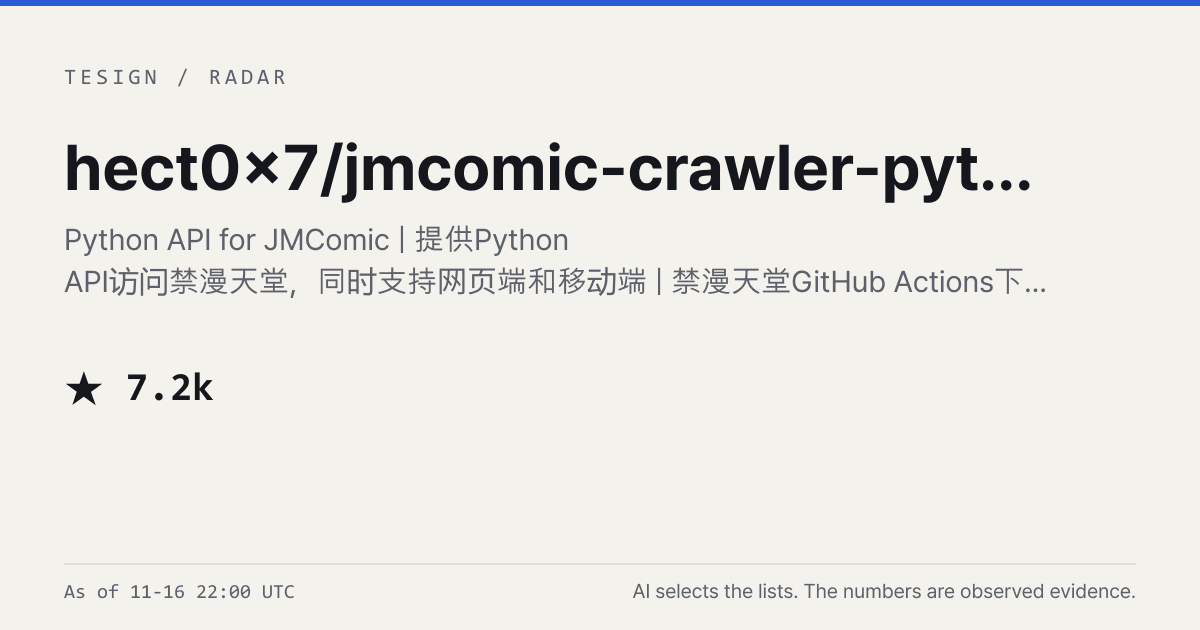 TESIGN / RADAR
hect0×7/jmcomic-crawler-pyt...
Python API for JMComic | 提供Python
API访问禁漫天堂，同时支持网页端和移动端 | 禁漫天堂GitHub Actions下...
★ 7.2k
As of 11-16 22:00 UTC
AI selects the lists. The numbers are observed evidence.